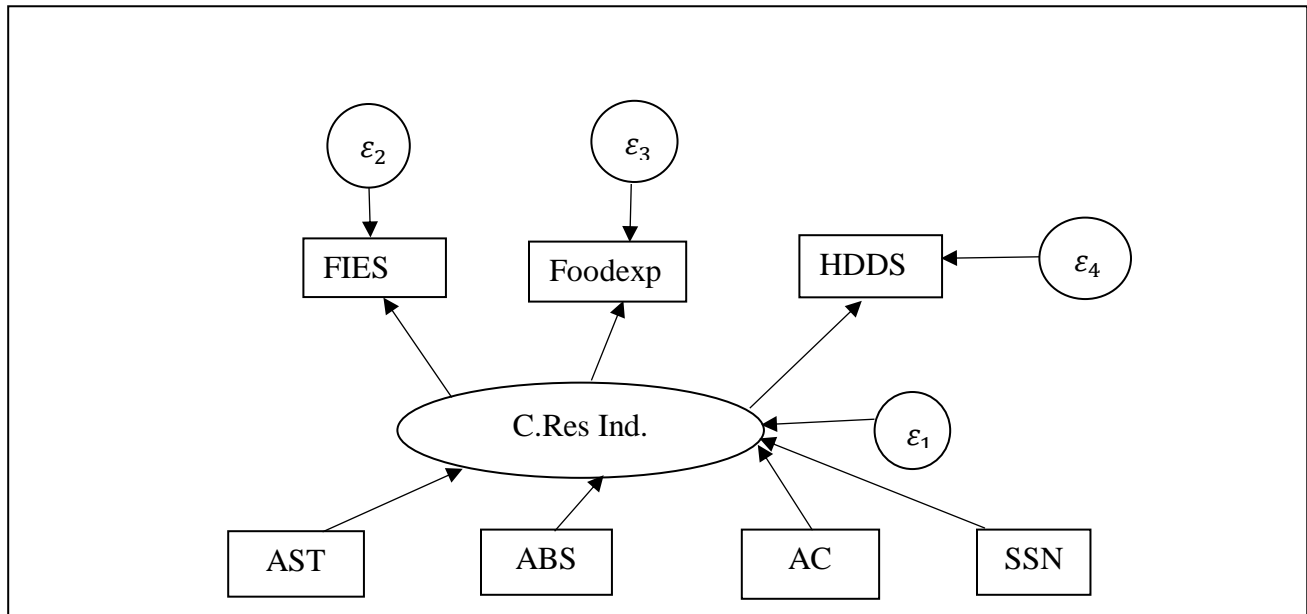 ε₂
ε₃
FIES
Foodexp
HDDS
ε₄
C.Res Ind.
ε₁
AST
ABS
AC
SSN